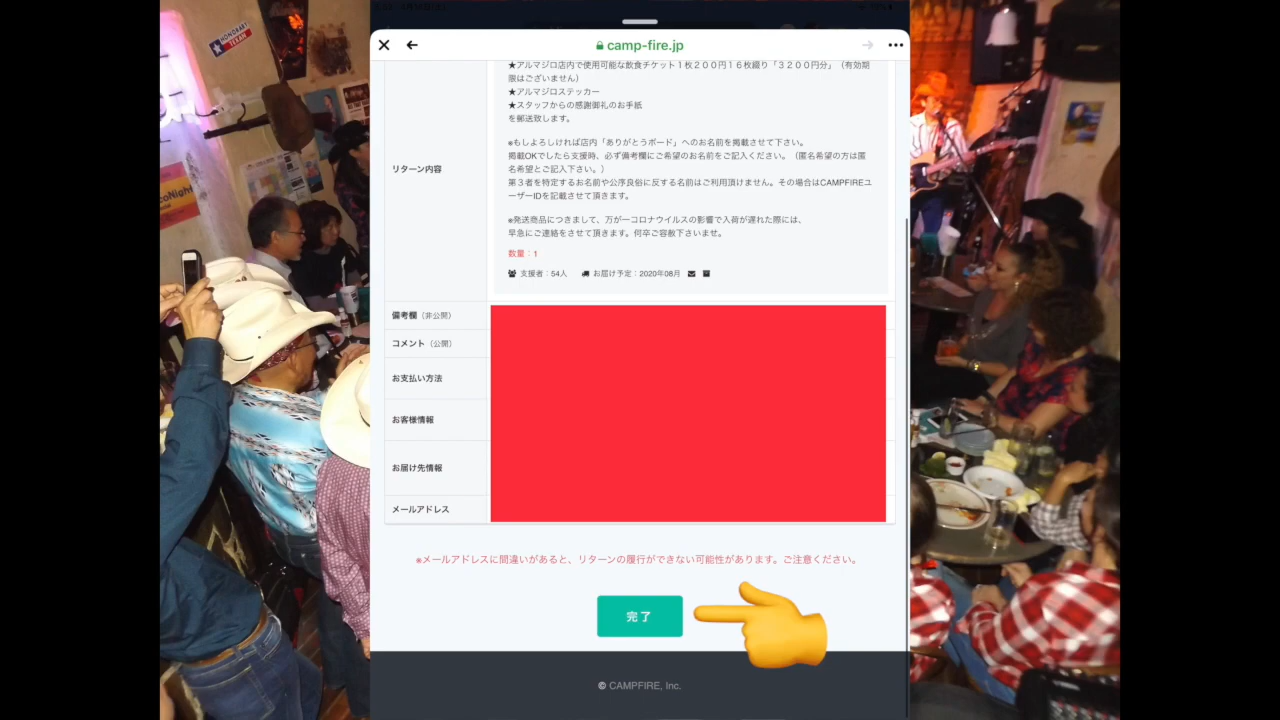 HONORARY
TEXAN
camp-fire.jp
★アルマジロ店内で使用可能な飲食チケット１枚２００円１６枚綴り「３２００円分」（有効期
限はございません）
★アルマジロステッカー
★スタッフからの感謝御礼のお手紙
を郵送致します。
リターン内容
※もしよろしければ店内「ありがとうボード」へのお名前を掲載させて下さい。
掲載OKでしたら支援時、必ず備考欄にご希望のお名前をご記入ください。（匿名希望の方は匿
名希望とご記入下さい。）
第３者を特定するお名前や公序良俗に反する名前はご利用頂けません。その場合はCAMPFIREユ
ーザーIDを記載させて頂きます。
※発送商品につきまして、万が一コロナウイルスの影響で入荷が遅れた際には、
早急にご連絡をさせて頂きます。何卒ご容赦下さいませ。
数量：1
支援者：54人 お届け予定：2020年08月
備考欄（非公開）
コメント（公開）
お支払い方法
お客様情報
お届け先情報
メールアドレス
※メールアドレスに間違いがあると、リターンの履行ができない可能性があります。ご注意ください。
完了
© CAMPFIRE, Inc.